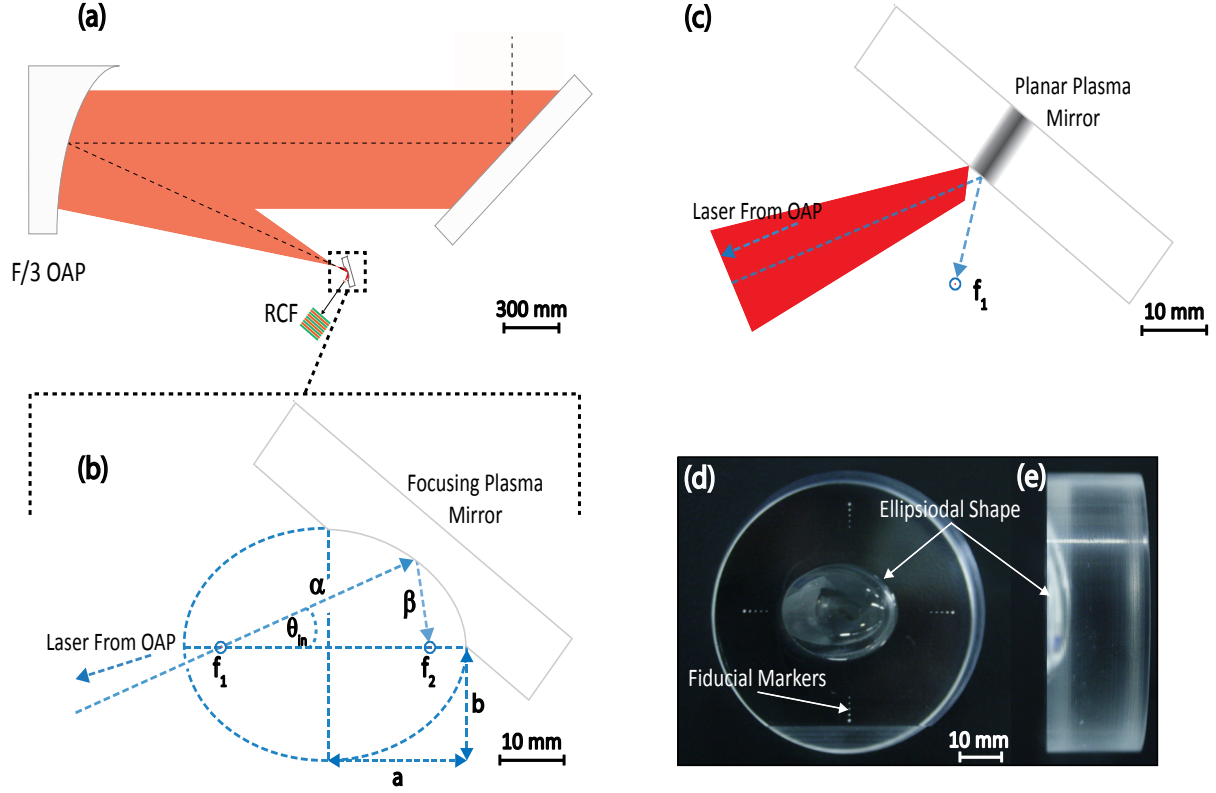 (a)
F/3 OAP
RCF
300 mm
(b)
Focusing Plasma
Mirror
α
β
θin
Laser From OAP
f1
f2
b
a
10 mm
(c)
Planar Plasma
Mirror
Laser From OAP
f1
10 mm
(d)
(e)
Ellipsiodal Shape
Fiducial Markers
10 mm